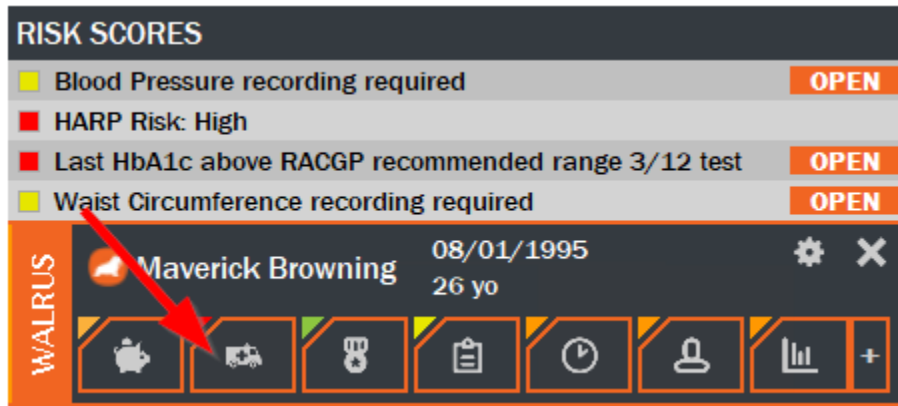 RISK SCORES
Blood Pressure recording required OPEN
HARP Risk: High
Last HbA1c above RACGP recommended range 3/12 test OPEN
Waist Circumference recording required OPEN
WALRUS
Maverick Browning
08/01/1995
26 yo
+